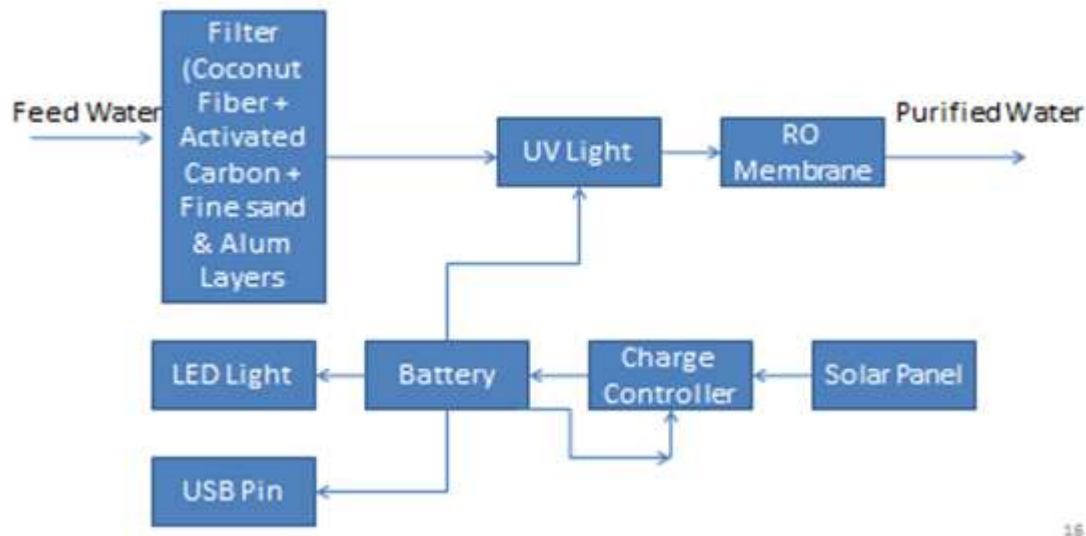 Feed Water
Filter
(Coconut
Fiber +
Activated
Carbon +
Fine sand
& Alum
Layers
UV Light
RO
Membrane
Purified Water
LED Light
Battery
Charge
Controller
Solar Panel
USB Pin
16